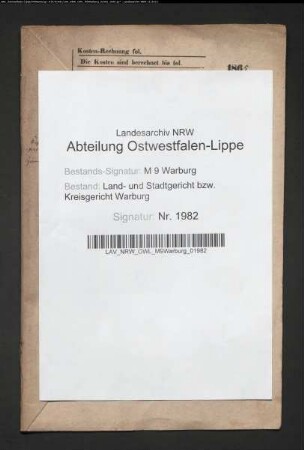 Kosten-Rechnung fol.
Die Kosten sind berechnet bis fol.
186
Landesarchiv NRW
Abteilung Ostwestfalen-Lippe
Bestands-Signatur: M 9 Warburg
Bestand: Land- und Stadtgericht bzw.
Kreisgericht Warburg
Signatur: Nr. 1982
LAV_NRW_OWL_M9Warburg_01982